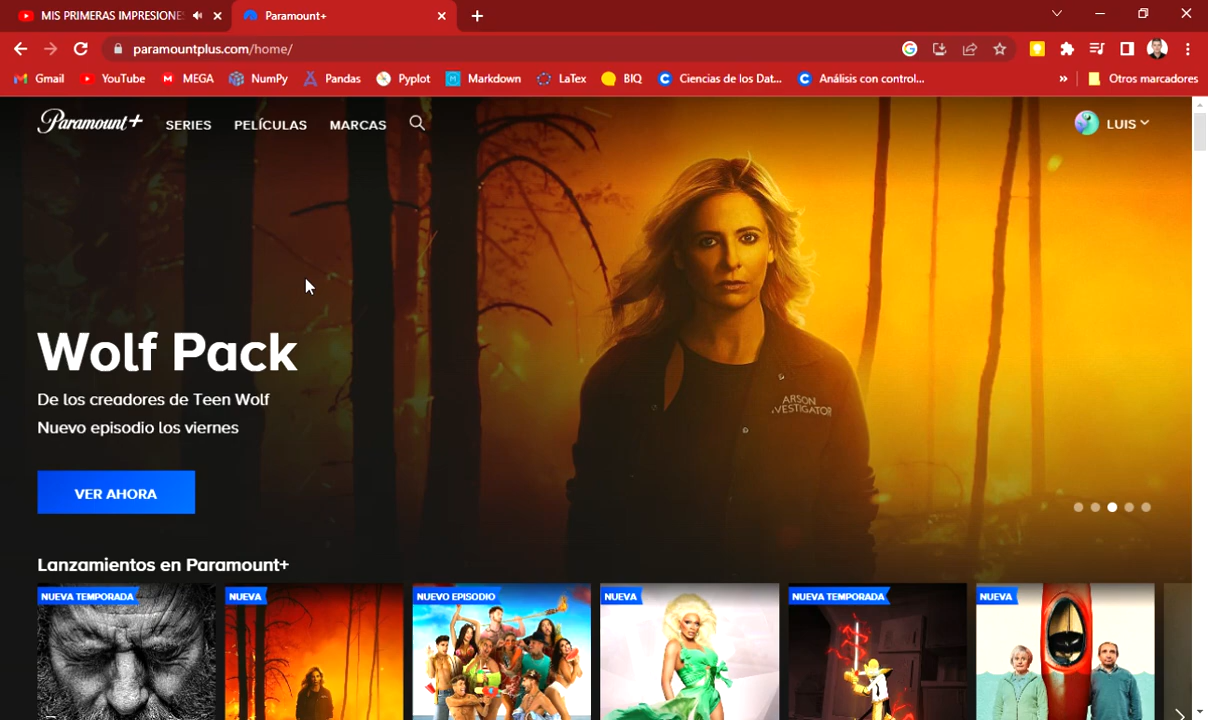 MIS PRIMERAS IMPRESIONES
Paramount+
paramountplus.com/home/
Gmail
YouTube
MEGA
NumPy
Pandas
Pyplot
Markdown
LaTex
BIQ
Ciencias de los Dat...
Análisis con control...
Otros marcadores
Paramount+
SERIES
PELÍCULAS
MARCAS
LUIS
ARSON
Wolf Pack
De los creadores de Teen Wolf
Nuevo episodio los viernes
VER AHORA
Lanzamientos en Paramount+
NUEVA TEMPORADA
NUEVA
NUEVO EPISODIO
NUEVA
NUEVA TEMPORADA
NUEVA